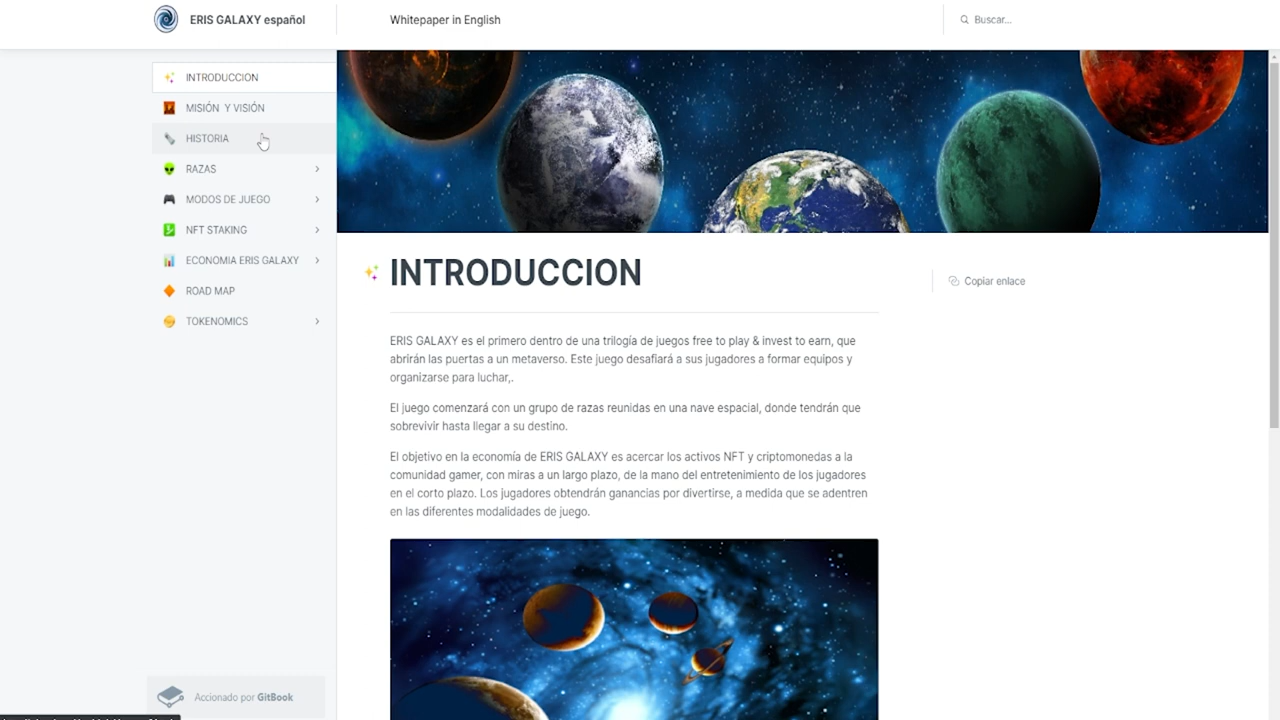 ERIS GALAXY español
Whitepaper in English
Buscar...
INTRODUCCION
MISIÓN Y VISIÓN
HISTORIA
RAZAS
MODOS DE JUEGO
NFT STAKING
ECONOMIA ERIS GALAXY
ROAD MAP
TOKENOMICS
INTRODUCCION
Copiar enlace
ERIS GALAXY es el primero dentro de una trilogía de juegos free to play & invest to earn, que
abrirán las puertas a un metaverso. Este juego desafiará a sus jugadores a formar equipos y
organizarse para luchar,.
El juego comenzará con un grupo de razas reunidas en una nave espacial, donde tendrán que
sobrevivir hasta llegar a su destino.
El objetivo en la economía de ERIS GALAXY es acercar los activos NFT y criptomonedas a la
comunidad gamer, con miras a un largo plazo, de la mano del entretenimiento de los jugadores
en el corto plazo. Los jugadores obtendrán ganancias por divertirse, a medida que se adentren
en las diferentes modalidades de juego.
Accionado por GitBook